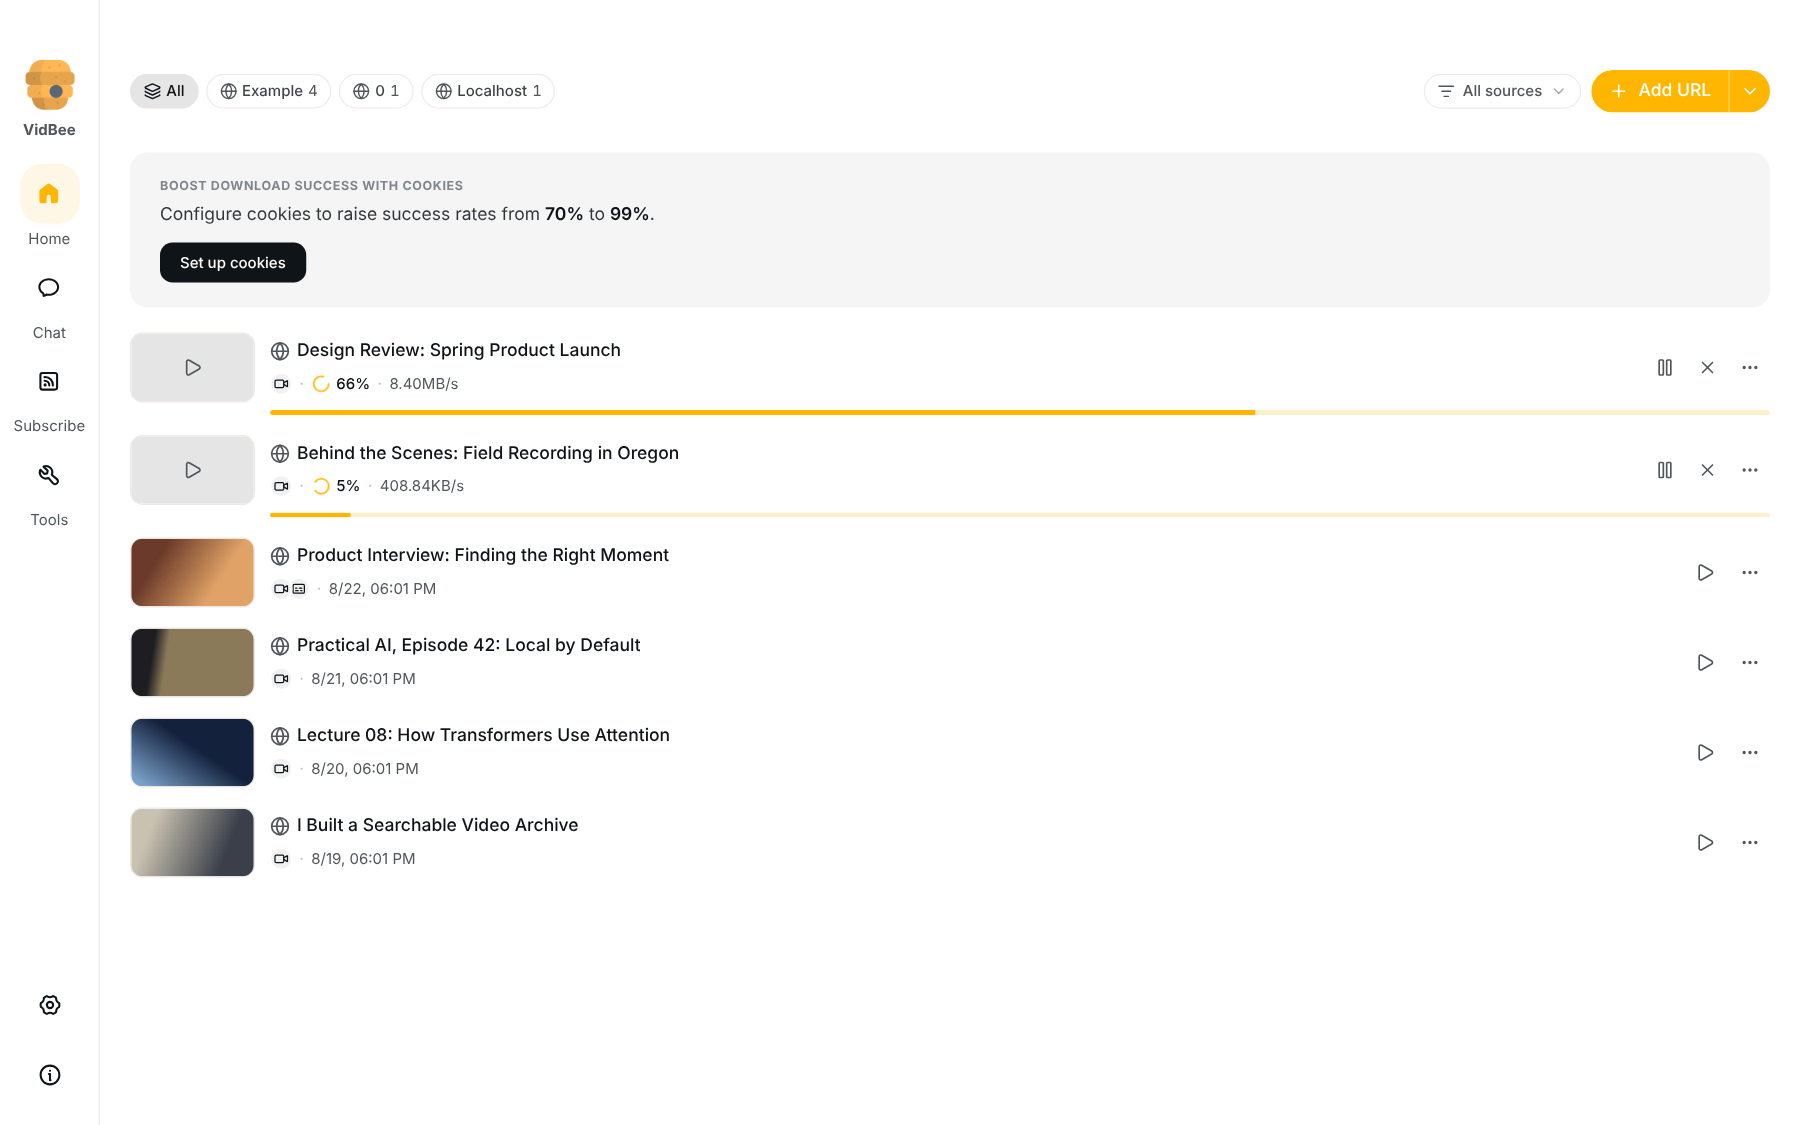 VidBee
Home
Chat
Subscribe
Tools
All
Example 4
0 1
Localhost 1
All sources
Add URL
BOOST DOWNLOAD SUCCESS WITH COOKIES
Configure cookies to raise success rates from 70% to 99%.
Set up cookies
Design Review: Spring Product Launch
· 66% · 8.40MB/s
Behind the Scenes: Field Recording in Oregon
· 5% · 408.84KB/s
Product Interview: Finding the Right Moment
· 8/22, 06:01 PM
Practical AI, Episode 42: Local by Default
· 8/21, 06:01 PM
Lecture 08: How Transformers Use Attention
· 8/20, 06:01 PM
I Built a Searchable Video Archive
· 8/19, 06:01 PM